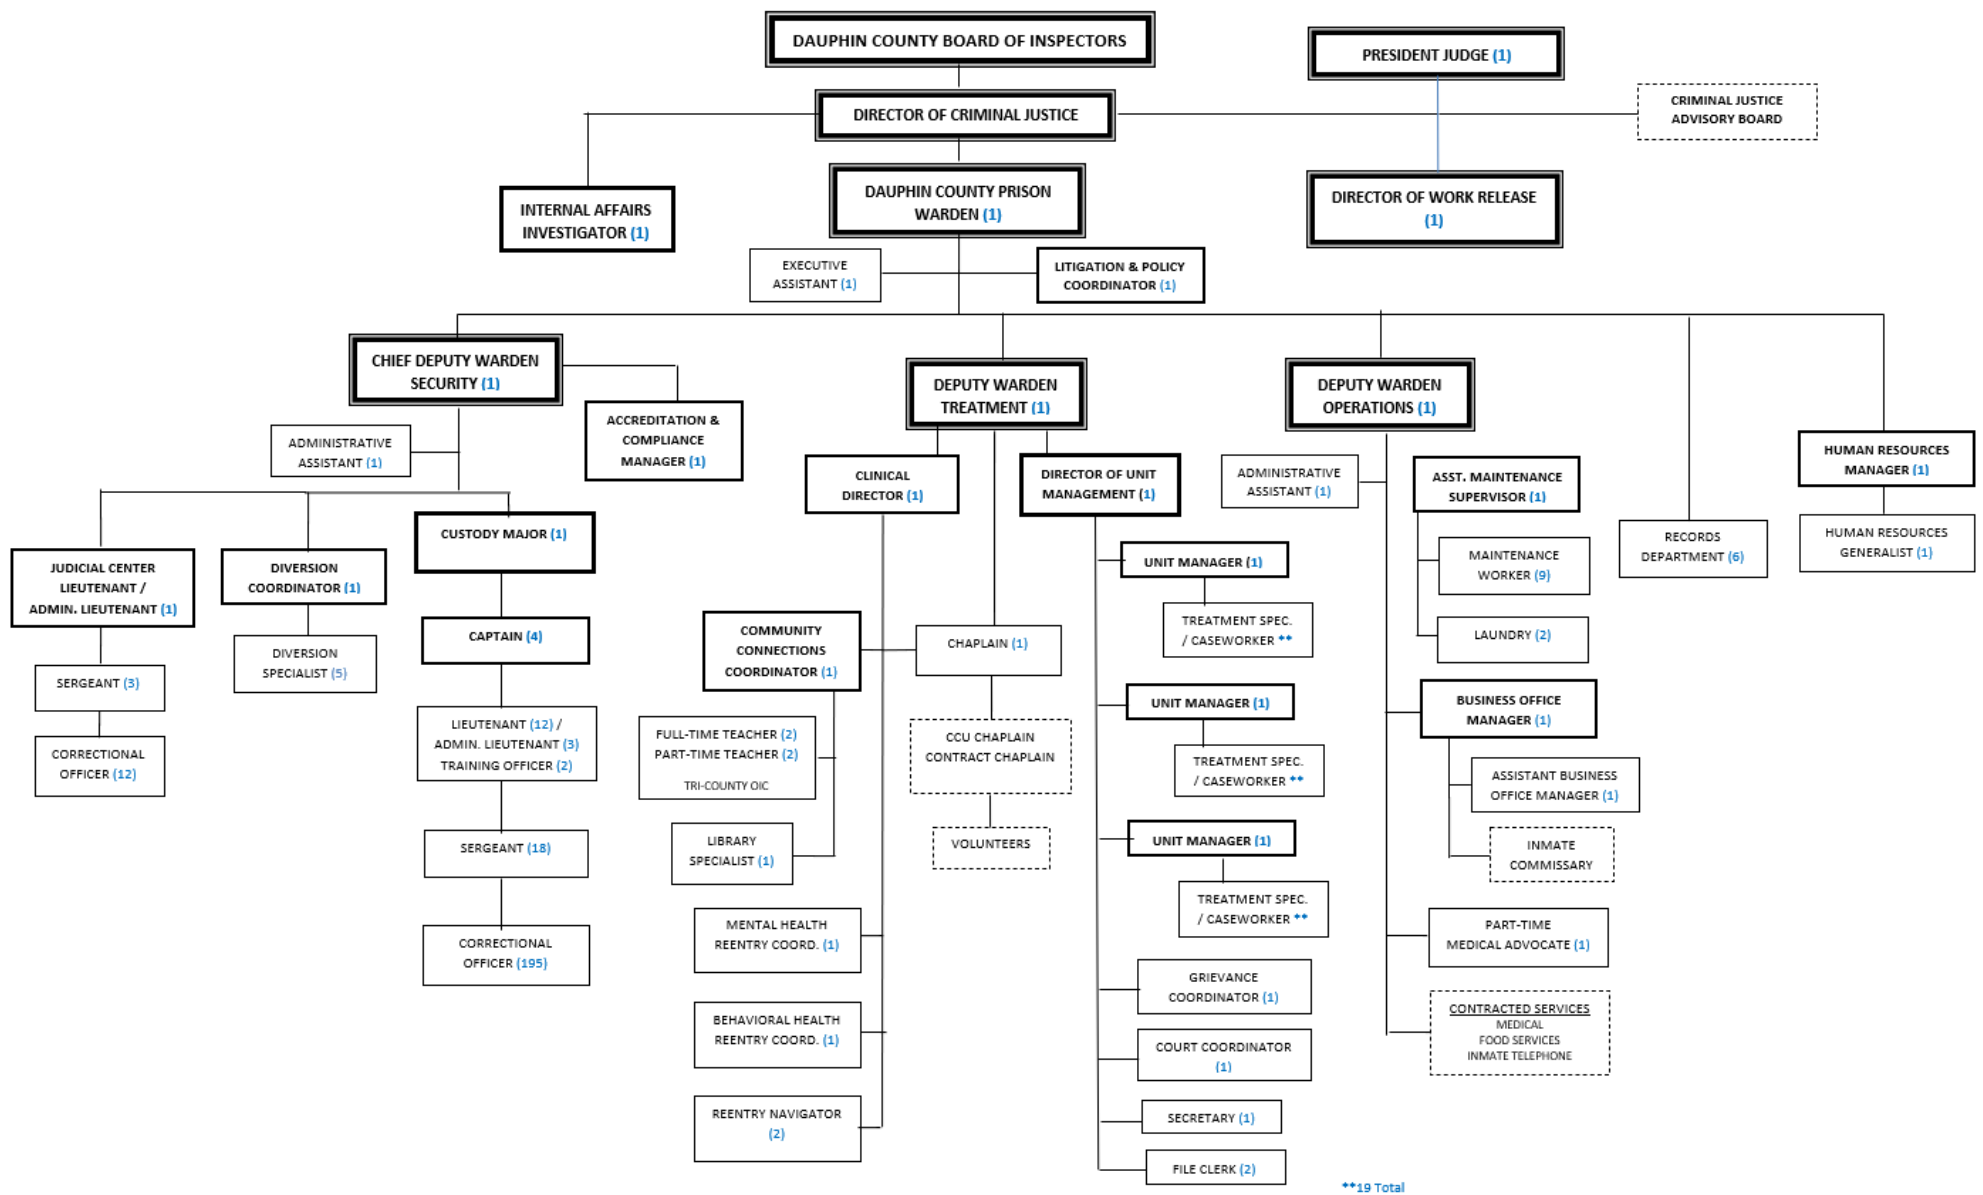 DAUPHIN COUNTY BOARD OF INSPECTORS
PRESIDENT JUDGE (1)
DIRECTOR OF CRIMINAL JUSTICE
CRIMINAL JUSTICE
ADVISORY BOARD
DAUPHIN COUNTY PRISON
WARDEN (1)
INTERNAL AFFAIRS
INVESTIGATOR (1)
DIRECTOR OF WORK RELEASE
(1)
EXECUTIVE
ASSISTANT (1)
LITIGATION & POLICY
COORDINATOR (1)
CHIEF DEPUTY WARDEN
SECURITY (1)
ACCREDITATION &
COMPLIANCE
MANAGER (1)
ADMINISTRATIVE
ASSISTANT (1)
JUDICIAL CENTER
LIEUTENANT /
ADMIN. LIEUTENANT (1)
SERGEANT (3)
CORRECTIONAL
OFFICER (12)
DIVERSION
COORDINATOR (1)
DIVERSION
SPECIALIST (5)
CUSTODY MAJOR (1)
CAPTAIN (4)
LIEUTENANT (12) /
ADMIN. LIEUTENANT (3)
TRAINING OFFICER (2)
SERGEANT (18)
CORRECTIONAL
OFFICER (195)
DEPUTY WARDEN
TREATMENT (1)
CLINICAL
DIRECTOR (1)
COMMUNITY
CONNECTIONS
COORDINATOR (1)
FULL-TIME TEACHER (2)
PART-TIME TEACHER (2)
TRI-COUNTY OIC
LIBRARY
SPECIALIST (1)
MENTAL HEALTH
REENTRY COORD. (1)
BEHAVIORAL HEALTH
REENTRY COORD. (1)
REENTRY NAVIGATOR
(2)
CHAPLAIN (1)
CCU CHAPLAIN
CONTRACT CHAPLAIN
VOLUNTEERS
DIRECTOR OF UNIT
MANAGEMENT (1)
UNIT MANAGER (1)
TREATMENT SPEC.
/ CASEWORKER **
UNIT MANAGER (1)
TREATMENT SPEC.
/ CASEWORKER **
UNIT MANAGER (1)
TREATMENT SPEC.
/ CASEWORKER **
GRIEVANCE
COORDINATOR (1)
COURT COORDINATOR
(1)
SECRETARY (1)
FILE CLERK (2)
DEPUTY WARDEN
OPERATIONS (1)
ADMINISTRATIVE
ASSISTANT (1)
ASST. MAINTENANCE
SUPERVISOR (1)
MAINTENANCE
WORKER (9)
LAUNDRY (2)
BUSINESS OFFICE
MANAGER (1)
ASSISTANT BUSINESS
OFFICE MANAGER (1)
INMATE
COMMISSARY
PART-TIME
MEDICAL ADVOCATE (1)
CONTRACTED SERVICES
MEDICAL
FOOD SERVICES
INMATE TELEPHONE
RECORDS
DEPARTMENT (6)
HUMAN RESOURCES
MANAGER (1)
HUMAN RESOURCES
GENERALIST (1)
**19 Total